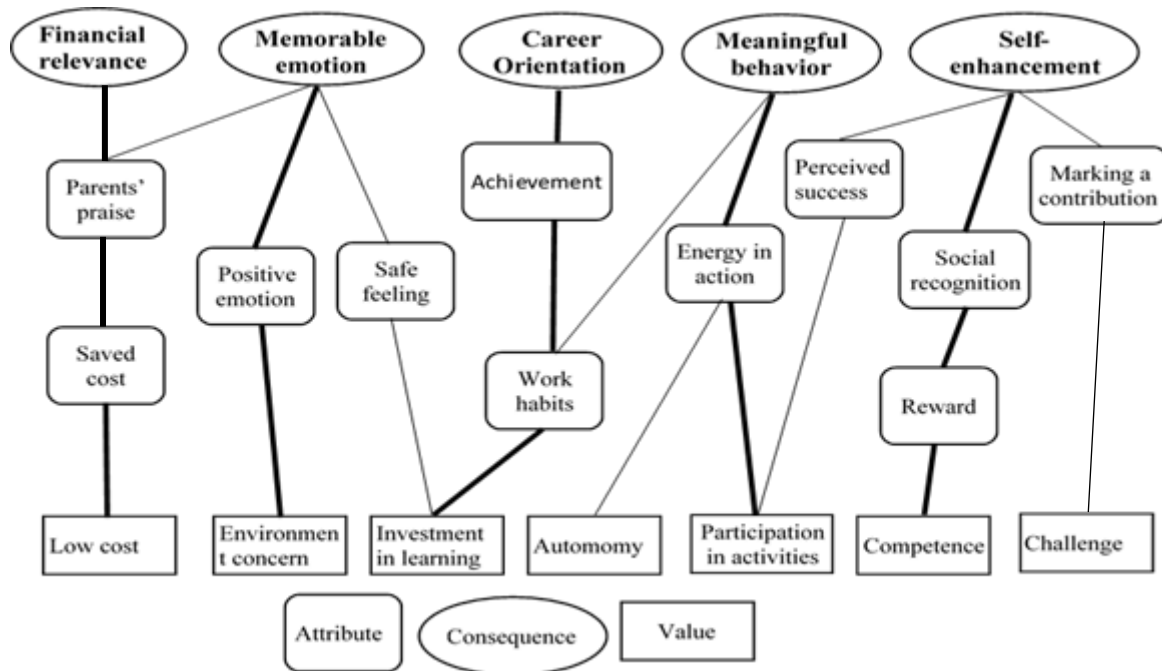 Financial
relevance
Memorable
emotion
Career
Orientation
Meaningful
behavior
Self-
enhancement
Parents’
praise
Achievement
Perceived
success
Marking a
contribution
Positive
emotion
Safe
feeling
Energy in
action
Social
recognition
Saved
cost
Work
habits
Reward
Low cost
Environmen
t concern
Investment
in learning
Automomy
Participation
in activities
Competence
Challenge
Attribute
Consequence
Value